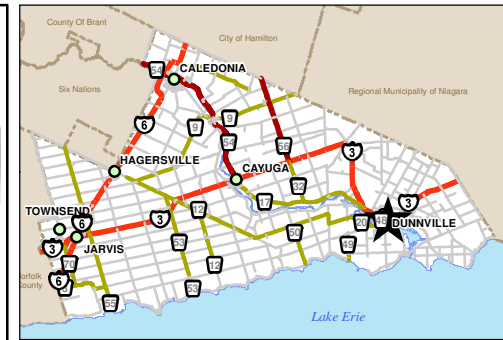 County Of Brant
City of Hamilton
54
CALEDONIA
Six Nations
Regional Municipality of Niagara
6
9
9
54
56
3
HAGERSVILLE
CAYUGA
32
17
3
TOWNSEND
6
3
12
20
48
DUNNVILLE
3
JARVIS
53
50
49
70
12
Norfolk
County
6
53
55
Lake Erie